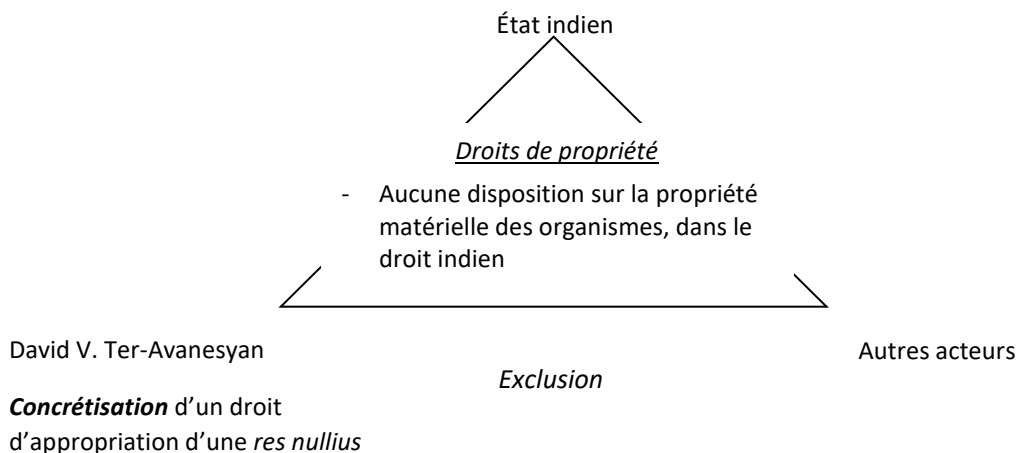 État indien
Droits de propriété
- Aucune disposition sur la propriété
matérielle des organismes, dans le
droit indien
David V. Ter-Avanesyan
Autres acteurs
Exclusion
Concrétisation d'un droit
d'appropriation d'une res nullius